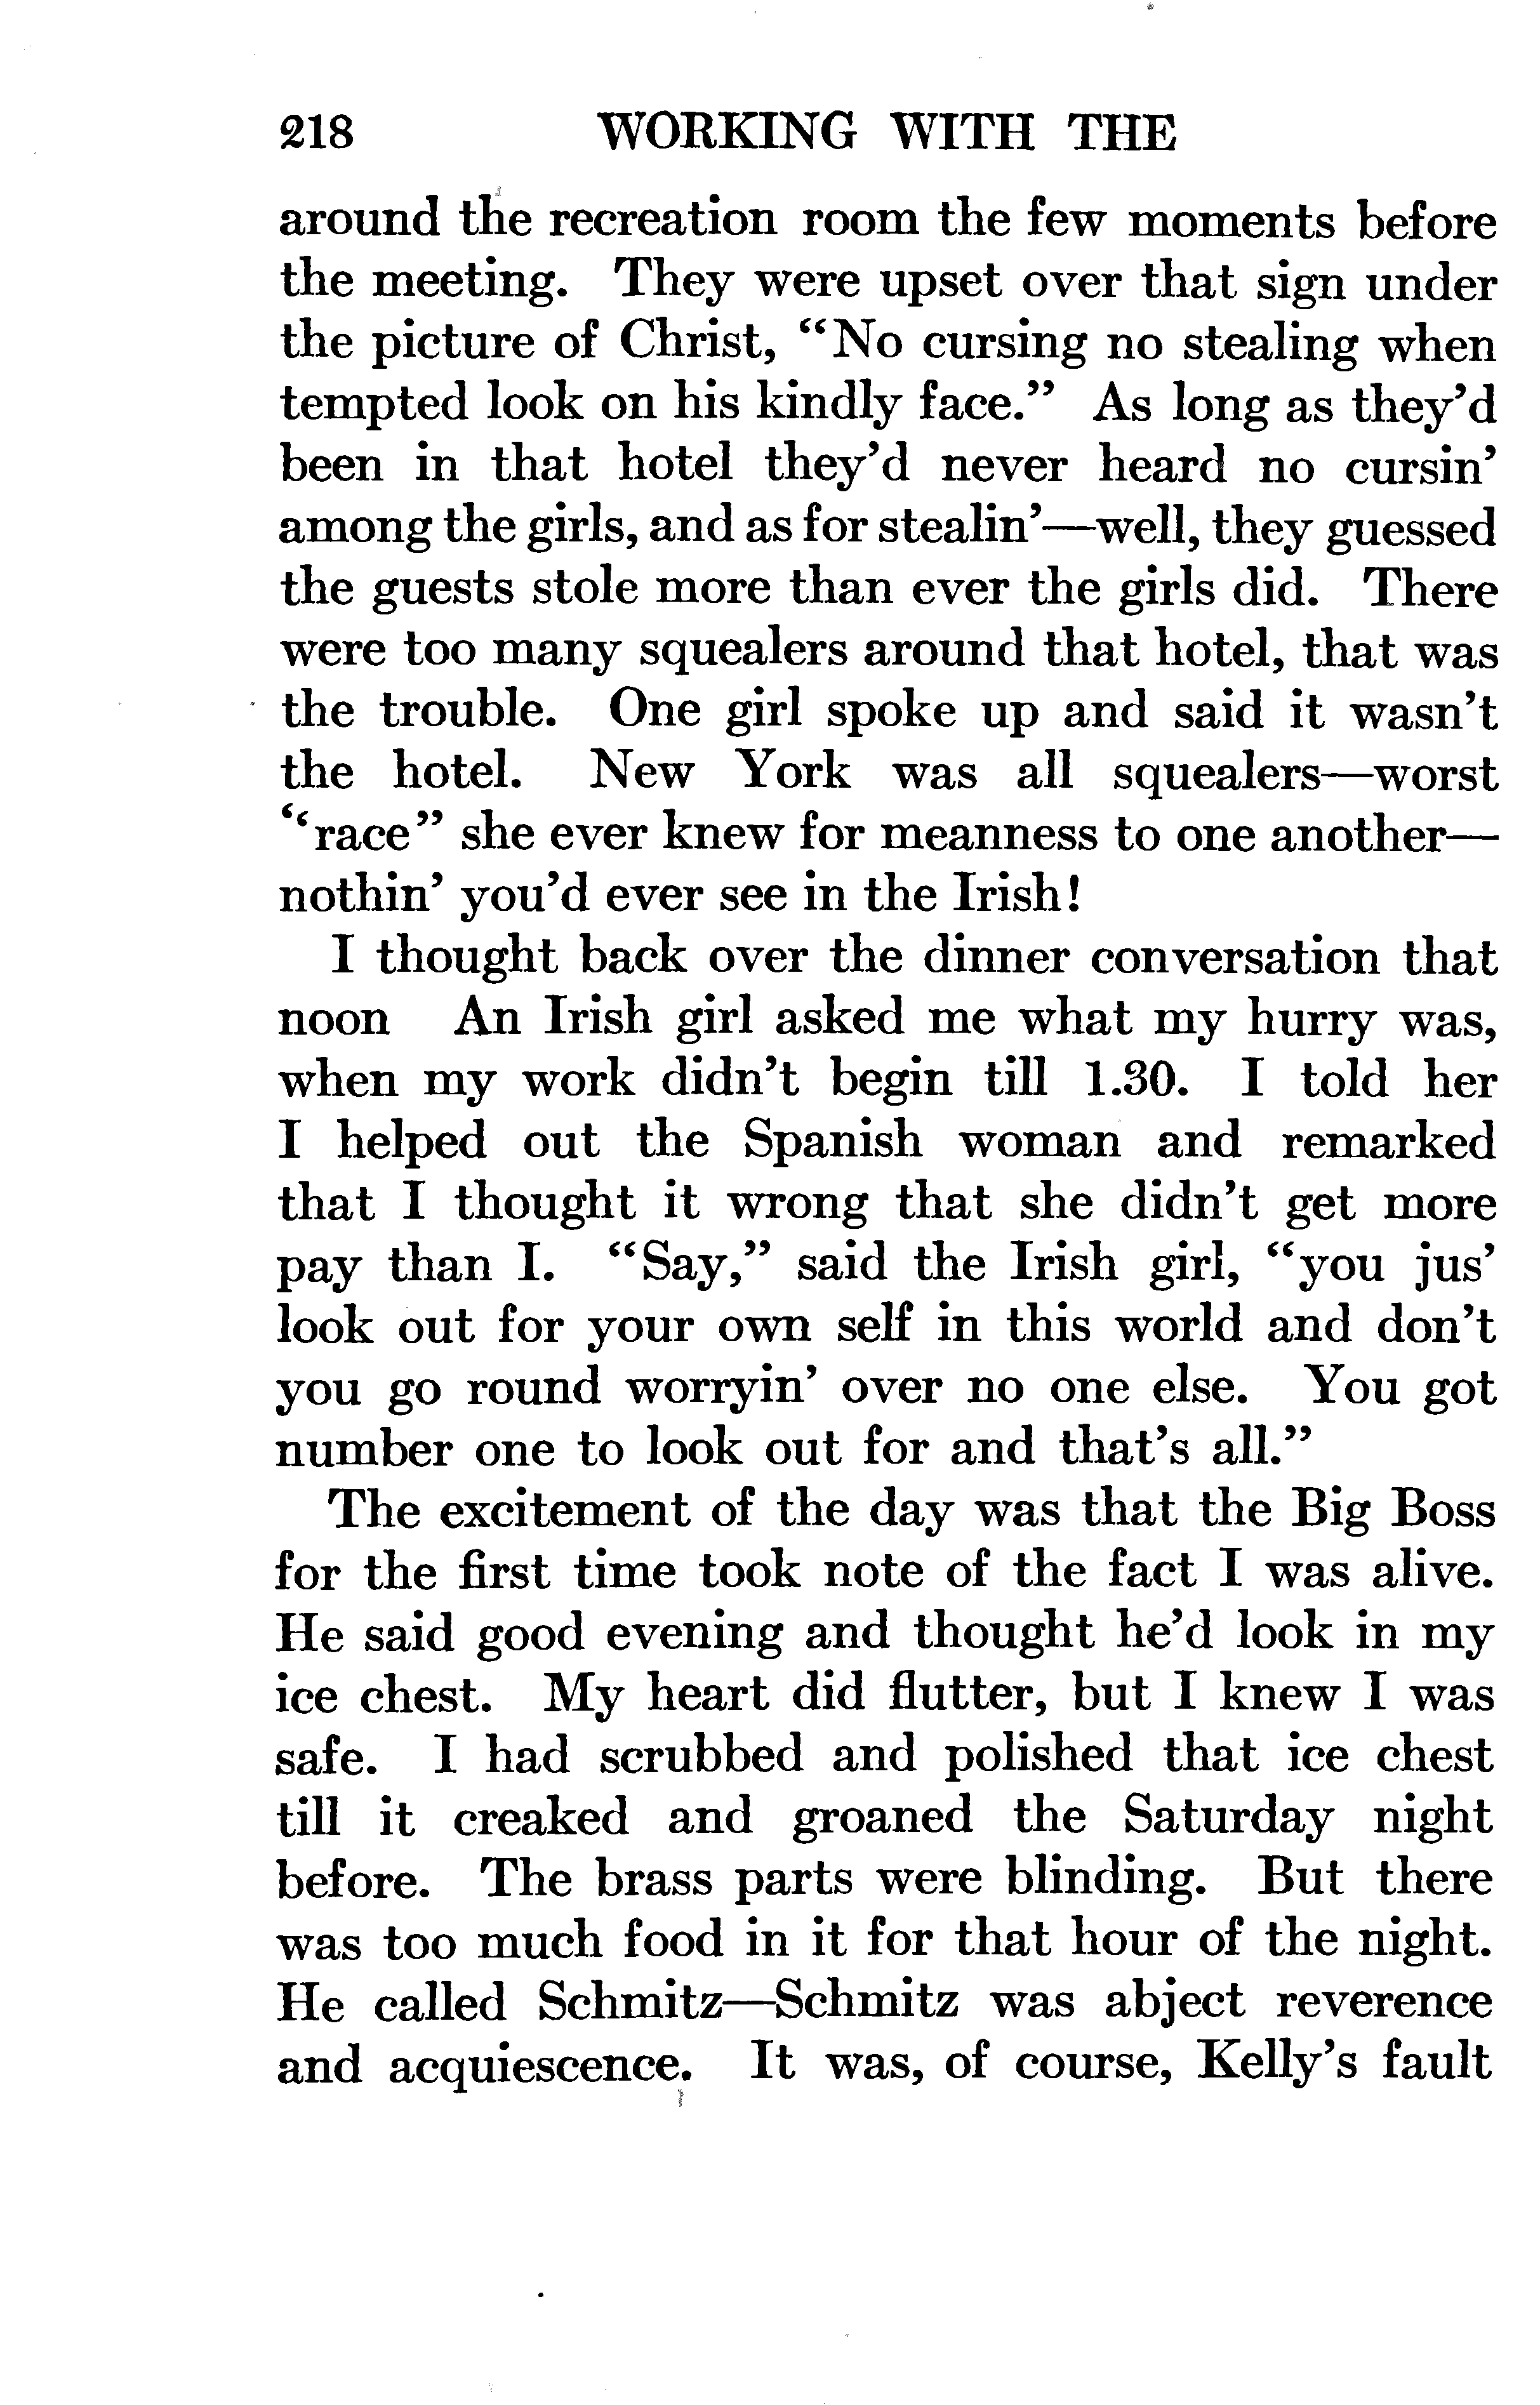 218 WORKING WITH THE
around the recreation room the few moments before
the meeting. They were upset over that sign under
the picture of Christ, “No cursing no stealing when
tempted look on his kindly face.” As long as they’d
been in that hotel they’d never heard no cursin’
among the girls, and as for stealin’—well, they guessed
the guests stole more than ever the girls did. There
were too many squealers around that hotel, that was
the trouble. One girl spoke up and said it wasn’t
the hotel. New York was all squealers—worst
“race” she ever knew for meanness to one another—
nothin’ you’d ever see in the Irish!
I thought back over the dinner conversation that
noon An Irish girl asked me what my hurry was,
when my work didn’t begin till 1.30. I told her
I helped out the Spanish woman and remarked
that I thought it wrong that she didn’t get more
pay than I. “Say,” said the Irish girl, “you jus’
look out for your own self in this world and don’t
you go round worryin’ over no one else. You got
number one to look out for and that’s all.”
The excitement of the day was that the Big Boss
for the first time took note of the fact I was alive.
He said good evening and thought he’d look in my
ice chest. My heart did flutter, but I knew I was
safe. I had scrubbed and polished that ice chest
till it creaked and groaned the Saturday night
before. The brass parts were blinding. But there
was too much food in it for that hour of the night.
He called Schmitz—Schmitz was abject reverence
and acquiescence. It was, of course, Kelly’s fault